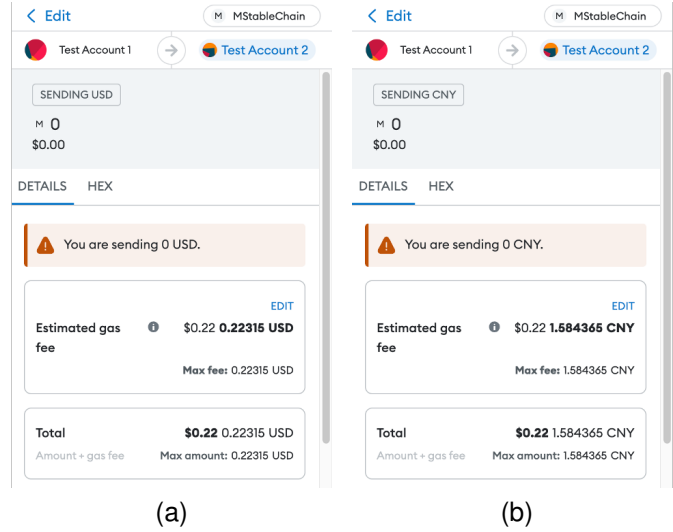 Edit
M MStableChain
Test Account 1
Test Account 2
SENDING USD
M 0
$0.00
DETAILS HEX
You are sending 0 USD.
EDIT
Estimated gas fee
$0.22 0.22315 USD
Max fee: 0.22315 USD
Total
$0.22 0.22315 USD
Amount + gas fee
Max amount: 0.22315 USD
(a)
Edit
M MStableChain
Test Account 1
Test Account 2
SENDING CNY
M 0
$0.00
DETAILS HEX
You are sending 0 CNY.
EDIT
Estimated gas fee
$0.22 1.584365 CNY
Max fee: 1.584365 CNY
Total
$0.22 1.584365 CNY
Amount + gas fee
Max amount: 1.584365 CNY
(b)